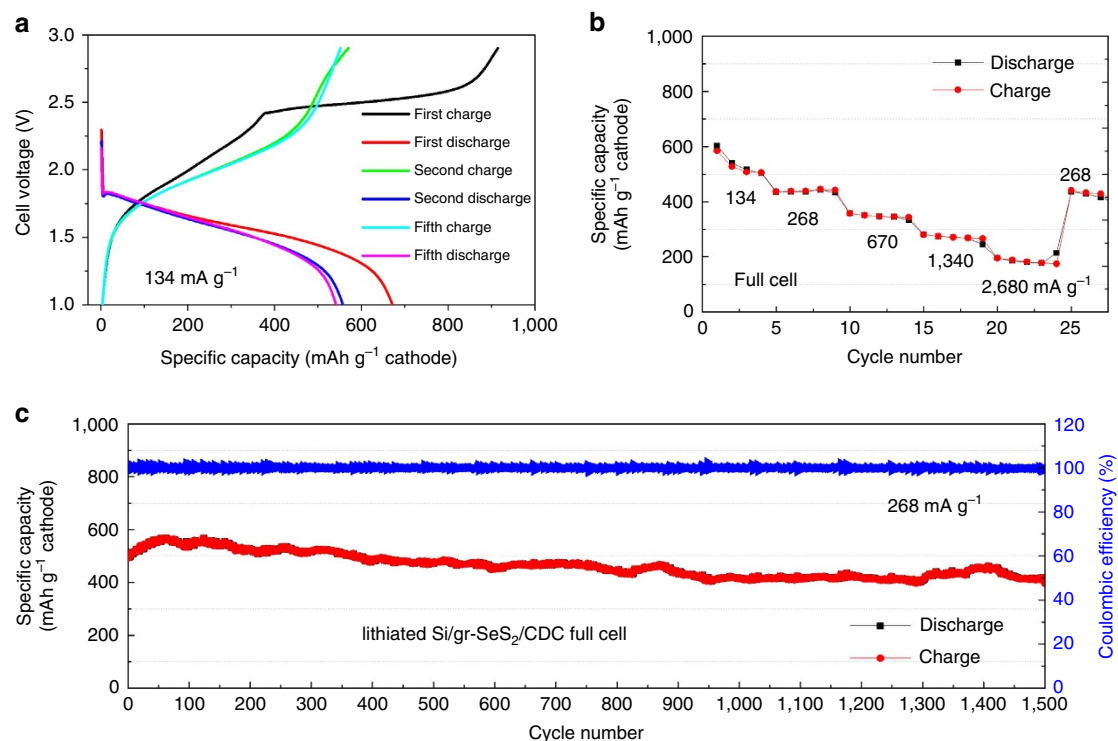 a
3.0
2.5
2.0
1.5
1.0
Cell voltage (V)
First charge
First discharge
Second charge
Second discharge
Fifth charge
Fifth discharge
134 mA g⁻¹
0
200
400
600
800
1,000
Specific capacity (mAh g⁻¹ cathode)
b
1,000
800
600
400
200
0
Specific capacity
(mAh g⁻¹ cathode)
Discharge
Charge
134
268
670
1,340
2,680 mA g⁻¹
268
Full cell
0
5
10
15
20
25
Cycle number
c
1,000
800
600
400
200
0
Specific capacity
(mAh g⁻¹ cathode)
268 mA g⁻¹
lithiated Si/gr-SeS₂/CDC full cell
Discharge
Charge
120
100
80
60
40
20
0
Coulombic efficiency (%)
0
100
200
300
400
500
600
700
800
900
1,000
1,100
1,200
1,300
1,400
1,500
Cycle number